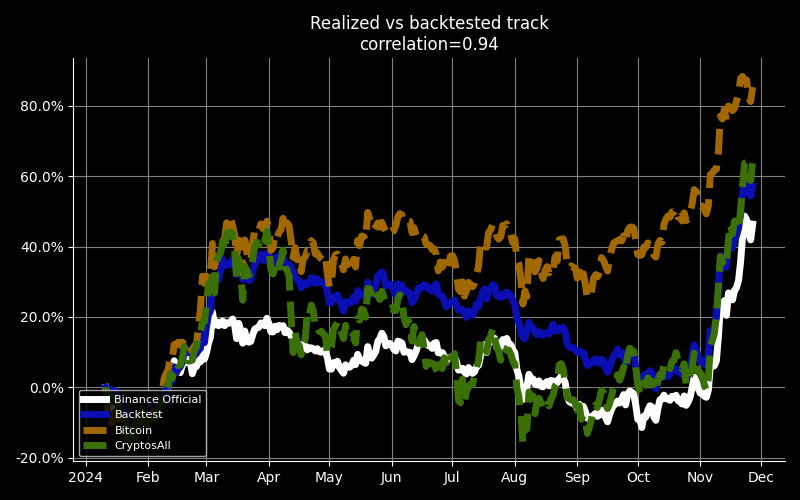 Realized vs backtested track
correlation=0.94
80.0%
60.0%
40.0%
20.0%
0.0%
-20.0%
Binance Official
Backtest
Bitcoin
CryptosAll
2024 Feb Mar Apr May Jun Jul Aug Sep Oct Nov Dec